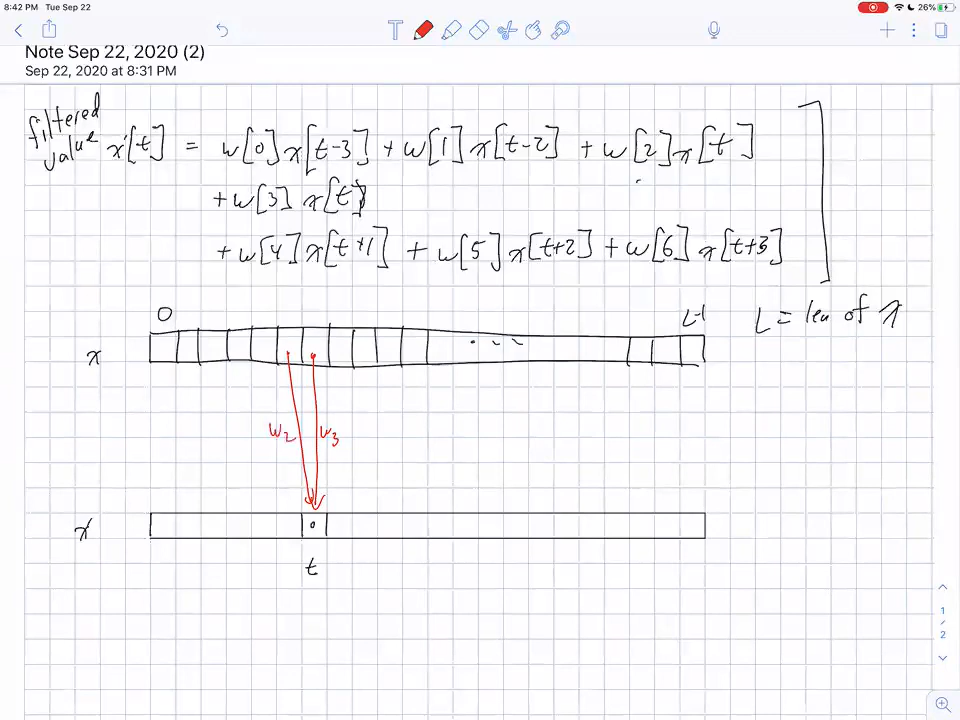 8:42 PM Tue Sep 22
26%
Note Sep 22, 2020 (2)
Sep 22, 2020 at 8:31 PM
filtered
value x'[t] = w[0] x[t-3] + w[1] x[t-2] + w[2] x[t]
+ w[3] x[t]
+ w[4] x[t+1] + w[5] x[t+2] + w[6] x[t+3]
0 L-1 L = len of x
x ...
w2 w3
x'
t
1
/
2